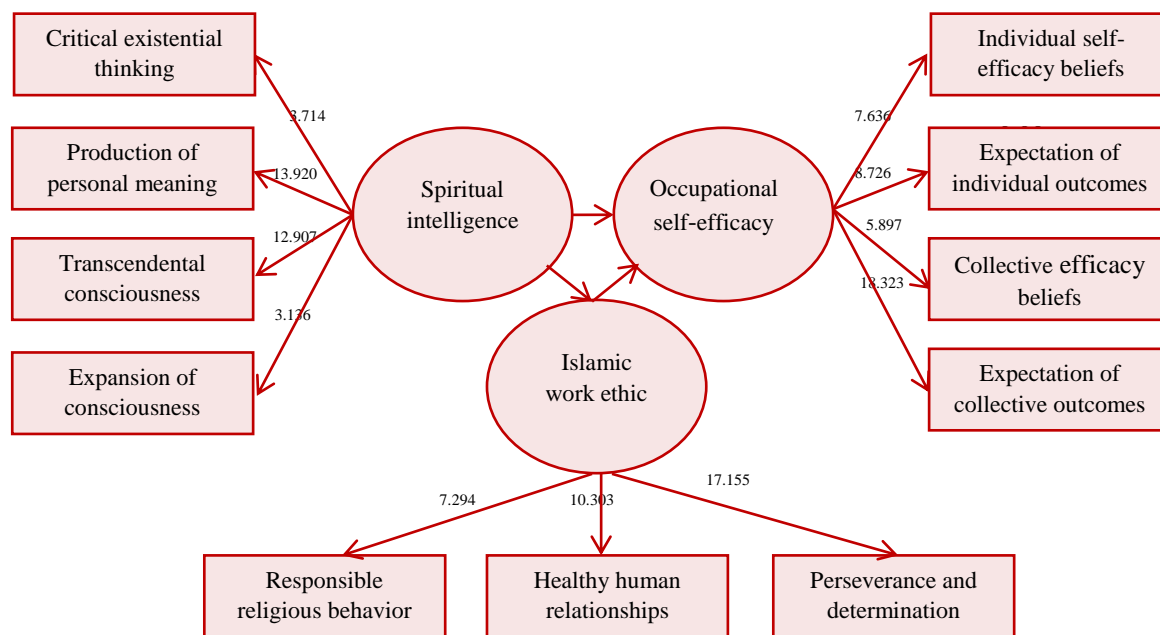 Critical existential
thinking
Production of
personal meaning
Transcendental
consciousness
Expansion of
consciousness
3.714
13.920
12.907
3.136
Spiritual
intelligence
Occupational
self-efficacy
Islamic
work ethic
7.636
8.726
5.897
18.323
Individual self-
efficacy beliefs
Expectation of
individual outcomes
Collective efficacy
beliefs
Expectation of
collective outcomes
7.294
10.303
17.155
Responsible
religious behavior
Healthy human
relationships
Perseverance and
determination